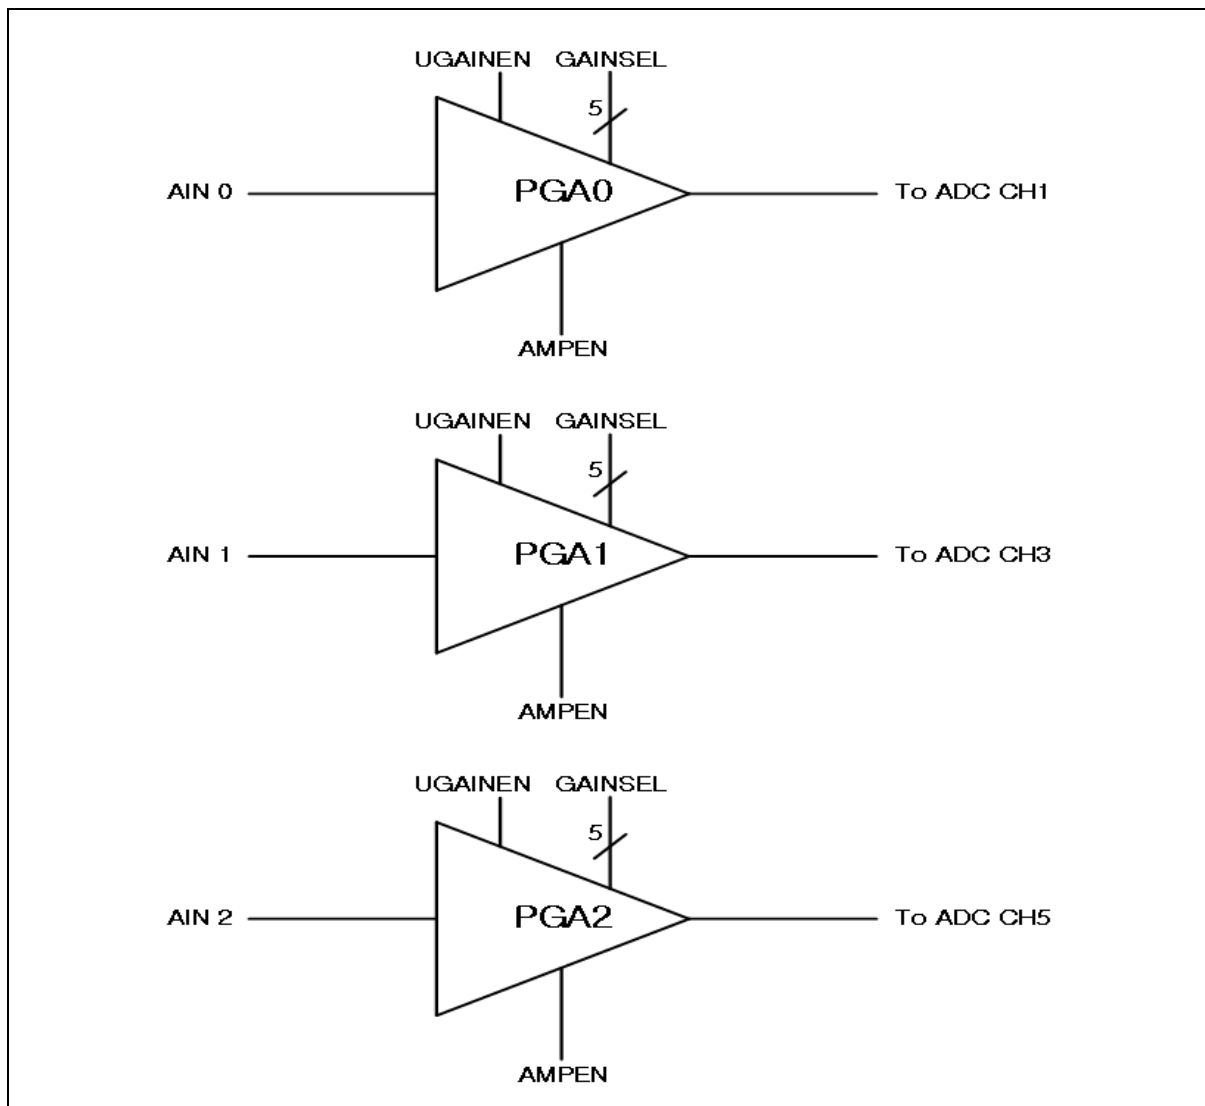 UGAINEN GAINSEL
5
AIN 0 PGA0 To ADC CH1
AMPEN
UGAINEN GAINSEL
5
AIN 1 PGA1 To ADC CH3
AMPEN
UGAINEN GAINSEL
5
AIN 2 PGA2 To ADC CH5
AMPEN